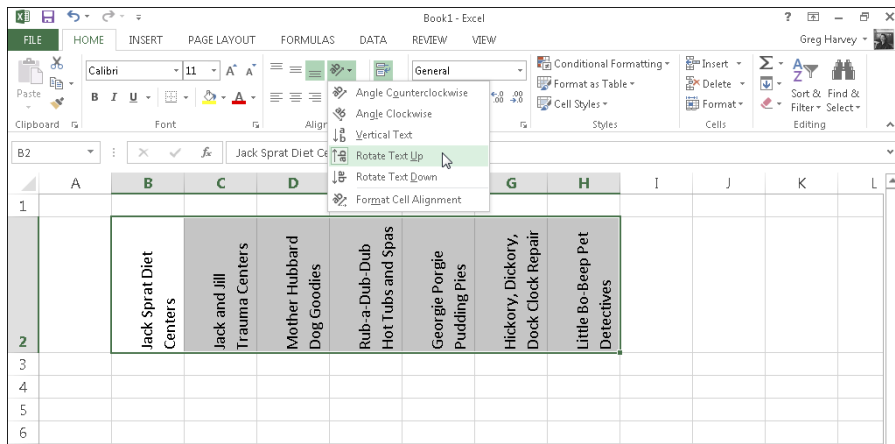 Book1 - Excel
FILE HOME INSERT PAGE LAYOUT FORMULAS DATA REVIEW VIEW Greg Harvey
Paste
Clipboard
Calibri 11
B I U
Font
Align
General
Conditional Formatting
Format as Table
Cell Styles
Styles
Insert
Delete
Format
Cells
Sort & Find &
Filter Select
Editing
Angle Counterclockwise
Angle Clockwise
Vertical Text
Rotate Text Up
Rotate Text Down
Format Cell Alignment
B2 fx Jack Sprat Diet Ce
A B C D G H I J K L
1
2
Jack Sprat Diet
Centers
Jack and Jill
Trauma Centers
Mother Hubbard
Dog Goodies
Rub-a-Dub-Dub
Hot Tubs and Spas
Georgie Porgie
Pudding Pies
Hickory, Dickory,
Dock Clock Repair
Little Bo-Beep Pet
Detectives
3
4
5
6